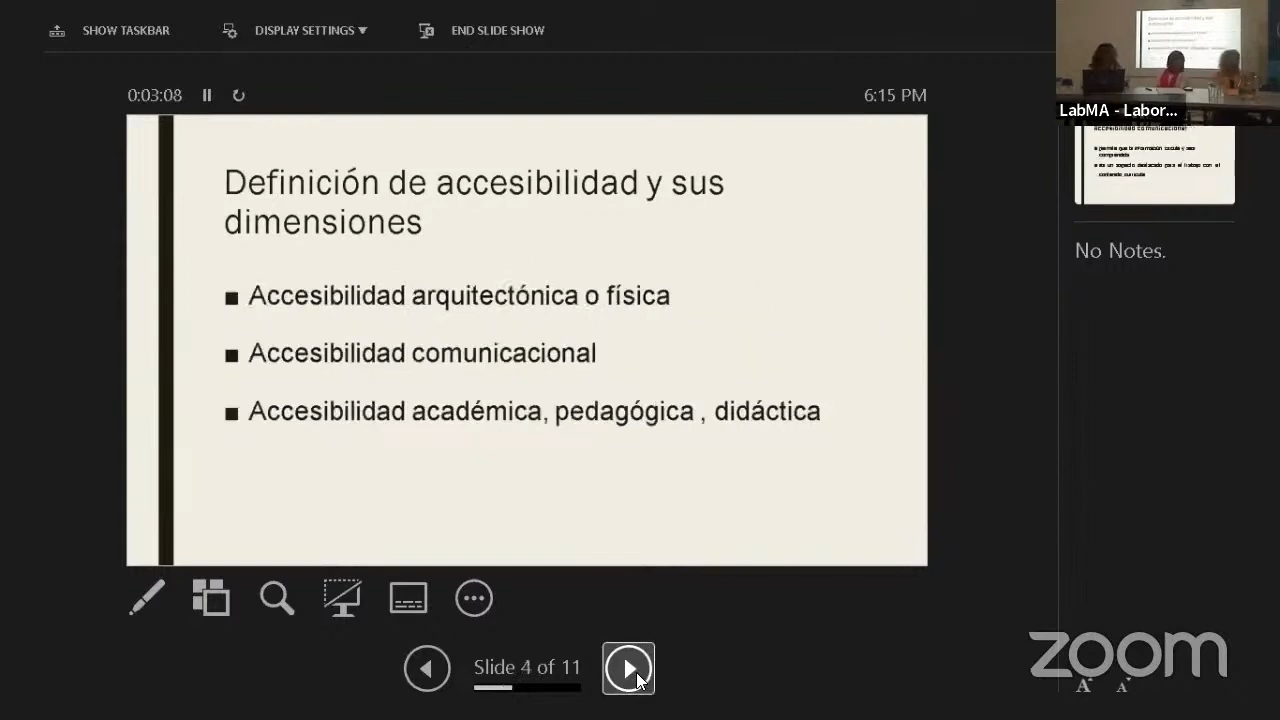 SHOW TASKBAR
DISPLAY SETTINGS ▼
END SLIDE SHOW
0:03:08
6:15 PM
Definición de accesibilidad y sus
dimensiones
■ Accesibilidad arquitectónica o física
■ Accesibilidad comunicacional
■ Accesibilidad académica, pedagógica , didáctica
Slide 4 of 11
LabMA - Labor...
No Notes.
zoom
A A